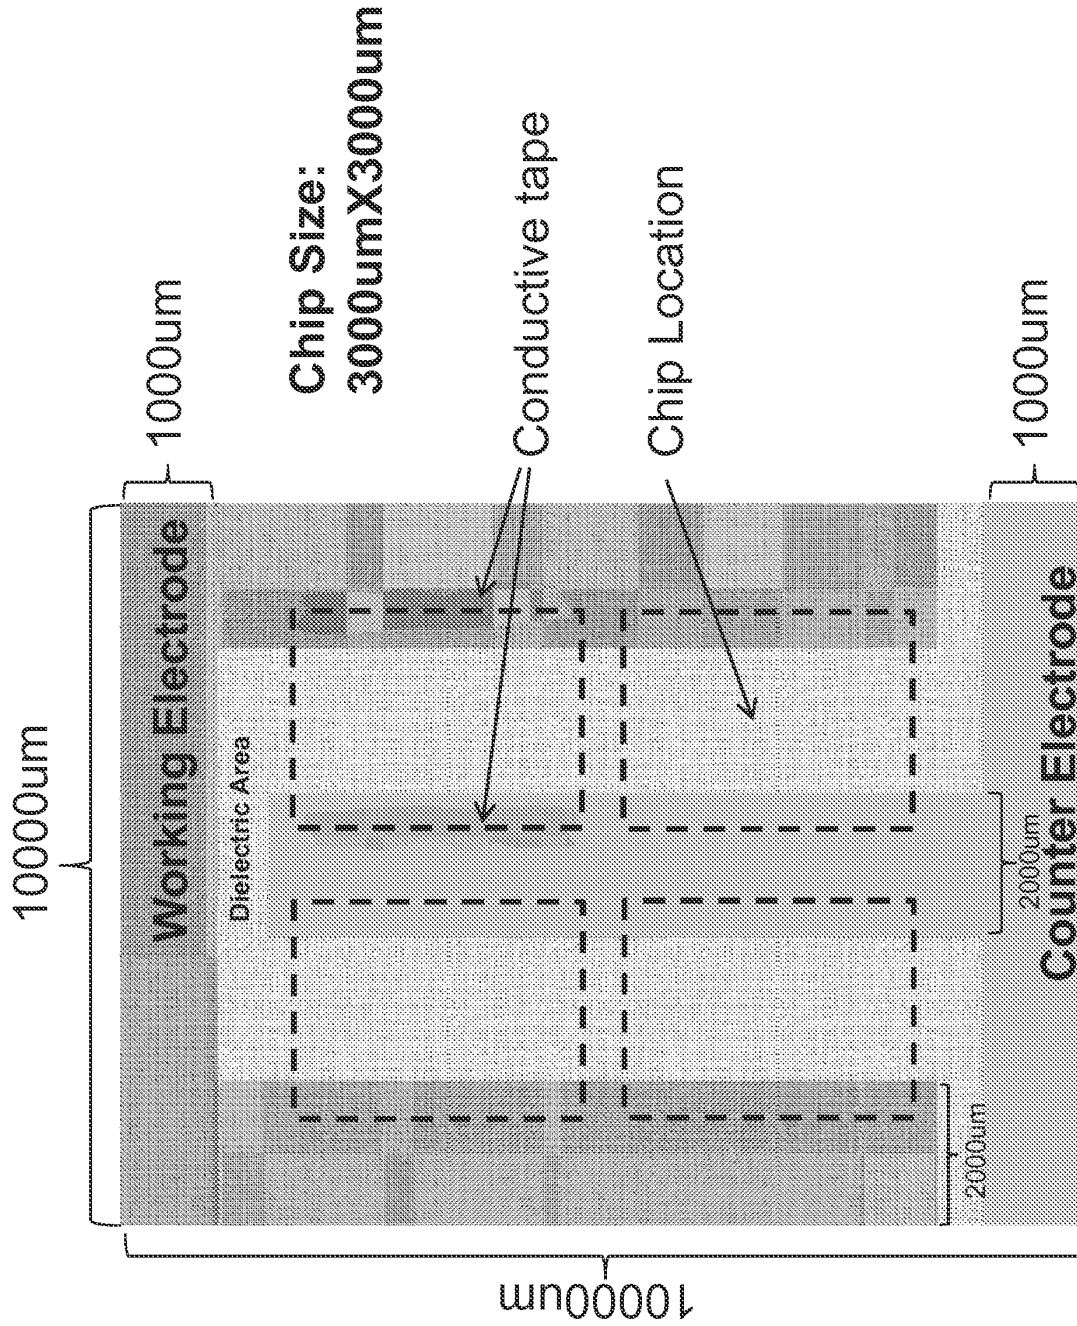 10000um
10000um
Working Electrode
1000um
Dielectric Area
Chip Size:
3000umX3000um
Conductive tape
Chip Location
2000um
2000um
Counter Electrode
1000um